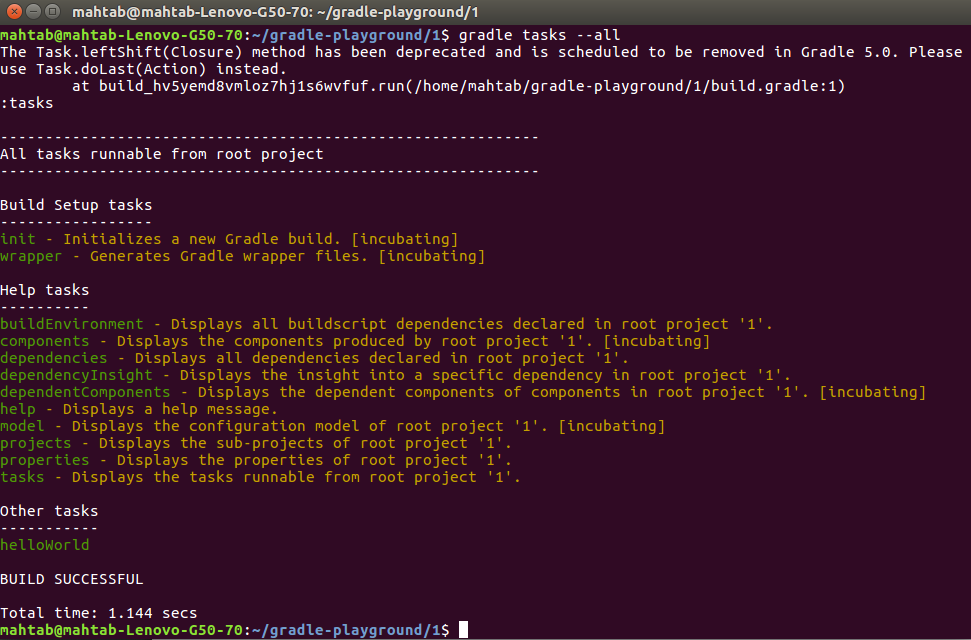 mahtab@mahtab-Lenovo-G50-70: ~/gradle-playground/1
mahtab@mahtab-Lenovo-G50-70:~/gradle-playground/1$ gradle tasks --all
The Task.leftShift(Closure) method has been deprecated and is scheduled to be removed in Gradle 5.0. Please
use Task.doLast(Action) instead.
        at build_hv5yemd8vmloz7hj1s6wvfuf.run(/home/mahtab/gradle-playground/1/build.gradle:1)
:tasks
------------------------------------------------------------
All tasks runnable from root project
------------------------------------------------------------
Build Setup tasks
-----------------
init - Initializes a new Gradle build. [incubating]
wrapper - Generates Gradle wrapper files. [incubating]
Help tasks
----------
buildEnvironment - Displays all buildscript dependencies declared in root project '1'.
components - Displays the components produced by root project '1'. [incubating]
dependencies - Displays all dependencies declared in root project '1'.
dependencyInsight - Displays the insight into a specific dependency in root project '1'.
dependentComponents - Displays the dependent components of components in root project '1'. [incubating]
help - Displays a help message.
model - Displays the configuration model of root project '1'. [incubating]
projects - Displays the sub-projects of root project '1'.
properties - Displays the properties of root project '1'.
tasks - Displays the tasks runnable from root project '1'.
Other tasks
-----------
helloWorld
BUILD SUCCESSFUL
Total time: 1.144 secs
mahtab@mahtab-Lenovo-G50-70:~/gradle-playground/1$